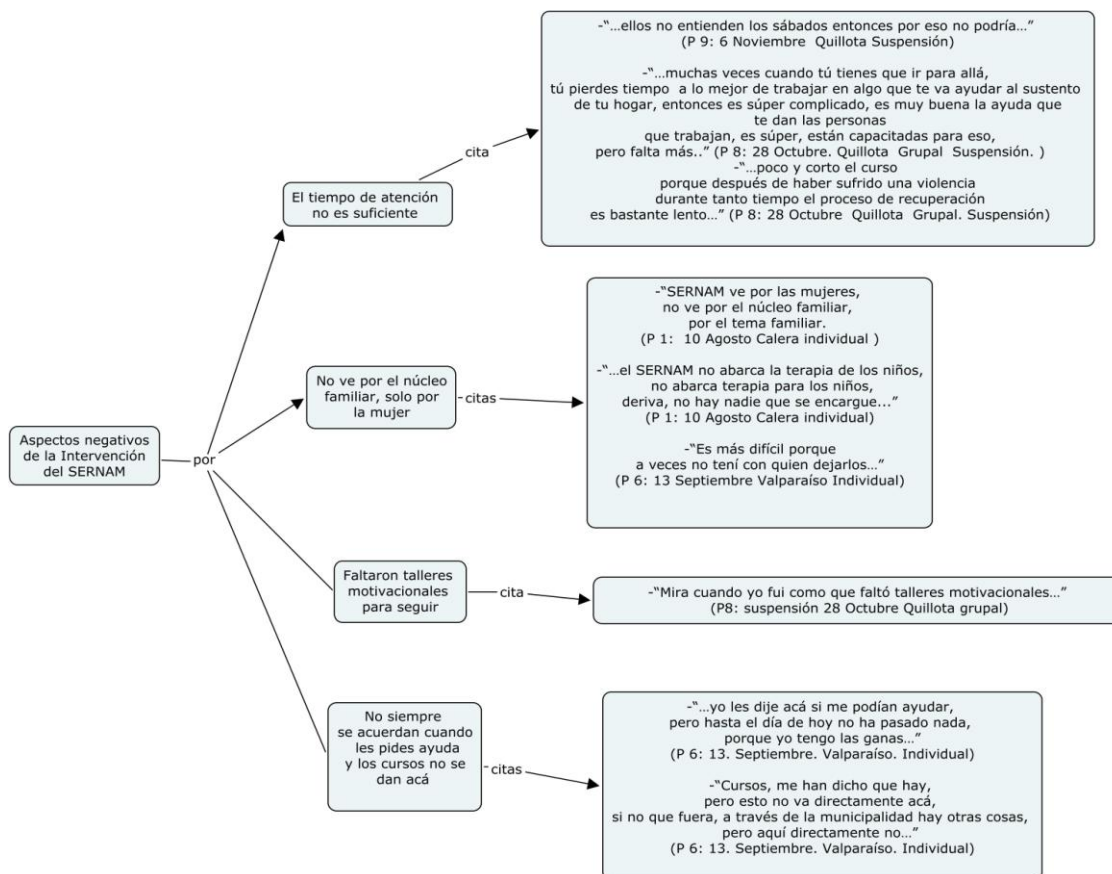 Aspectos negativos
de la Intervención
del SERNAM
por
El tiempo de atención
no es suficiente
cita
-“...ellos no entienden los sábados entonces por eso no podría...”
(P 9: 6 Noviembre Quillota Suspensión)
-“...muchas veces cuando tú tienes que ir para allá,
tú pierdes tiempo a lo mejor de trabajar en algo que te va ayudar al sustento
de tu hogar, entonces es súper complicado, es muy buena la ayuda que
te dan las personas
que trabajan, es súper, están capacitadas para eso,
pero falta más..” (P 8: 28 Octubre. Quillota Grupal Suspensión. )
-“...poco y corto el curso
porque después de haber sufrido una violencia
durante tanto tiempo el proceso de recuperación
es bastante lento...” (P 8: 28 Octubre Quillota Grupal. Suspensión)
No ve por el núcleo
familiar, solo por
la mujer
citas
-“SERNAM ve por las mujeres,
no ve por el núcleo familiar,
por el tema familiar.
(P 1: 10 Agosto Calera individual )
-“...el SERNAM no abarca la terapia de los niños,
no abarca terapia para los niños,
deriva, no hay nadie que se encargue...”
(P 1: 10 Agosto Calera individual)
-“Es más difícil porque
a veces no tení con quien dejarlos...”
(P 6: 13 Septiembre Valparaíso Individual)
Faltaron talleres
motivacionales
para seguir
cita
-“Mira cuando yo fui como que faltó talleres motivacionales...”
(P8: suspensión 28 Octubre Quillota grupal)
No siempre
se acuerdan cuando
les pides ayuda
y los cursos no se
dan acá
citas
-“...yo les dije acá si me podían ayudar,
pero hasta el día de hoy no ha pasado nada,
porque yo tengo las ganas...”
(P 6: 13. Septiembre. Valparaíso. Individual)
-“Cursos, me han dicho que hay,
pero esto no va directamente acá,
si no que fuera, a través de la municipalidad hay otras cosas,
pero aquí directamente no...”
(P 6: 13. Septiembre. Valparaíso. Individual)